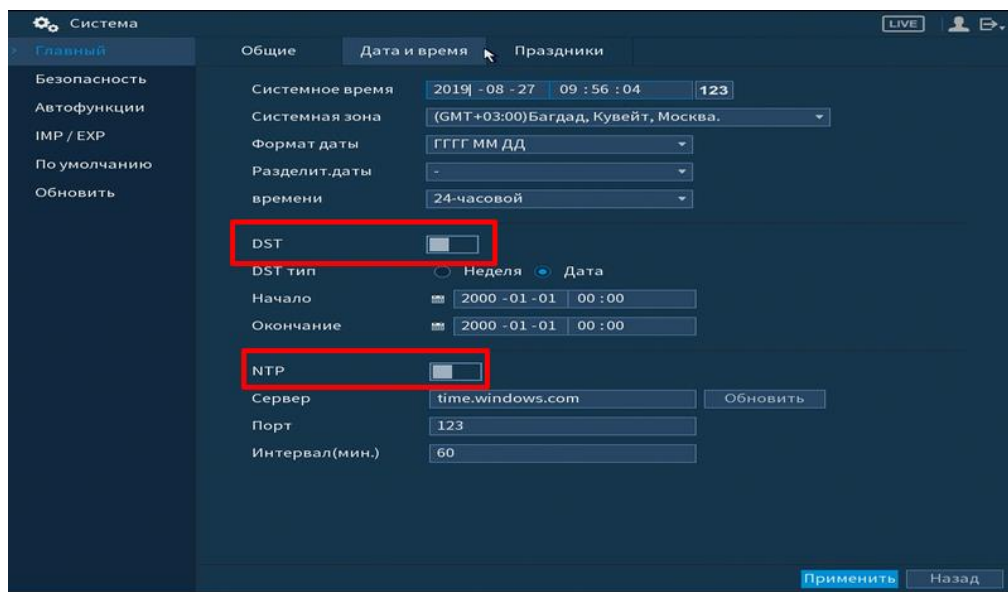 Система LIVE
Главный Общие Дата и время Праздники
Безопасность
Автофункции
IMP / EXP
По умолчанию
Обновить
Системное время 2019 -08 -27 09 : 56 : 04 123
Системная зона (GMT+03:00)Багдад, Кувейт, Москва.
Формат даты ГГГГ ММ ДД
Разделит.даты -
времени 24-часовой
DST
DST тип Неделя Дата
Начало 2000 -01 -01 00 : 00
Окончание 2000 -01 -01 00 : 00
NTP
Сервер time.windows.com Обновить
Порт 123
Интервал(мин.) 60
Применить Назад